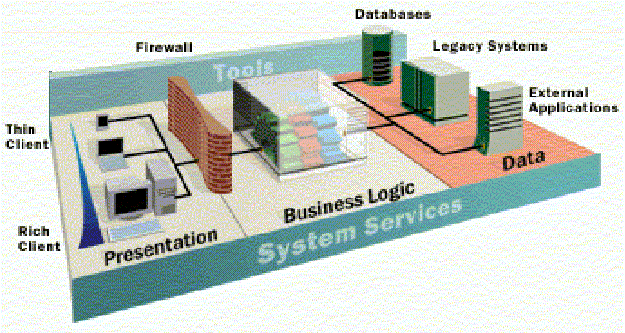 Databases
Firewall
Legacy Systems
Tools
External
Applications
Thin
Client
Data
Business Logic
Rich
Client
Presentation
System Services